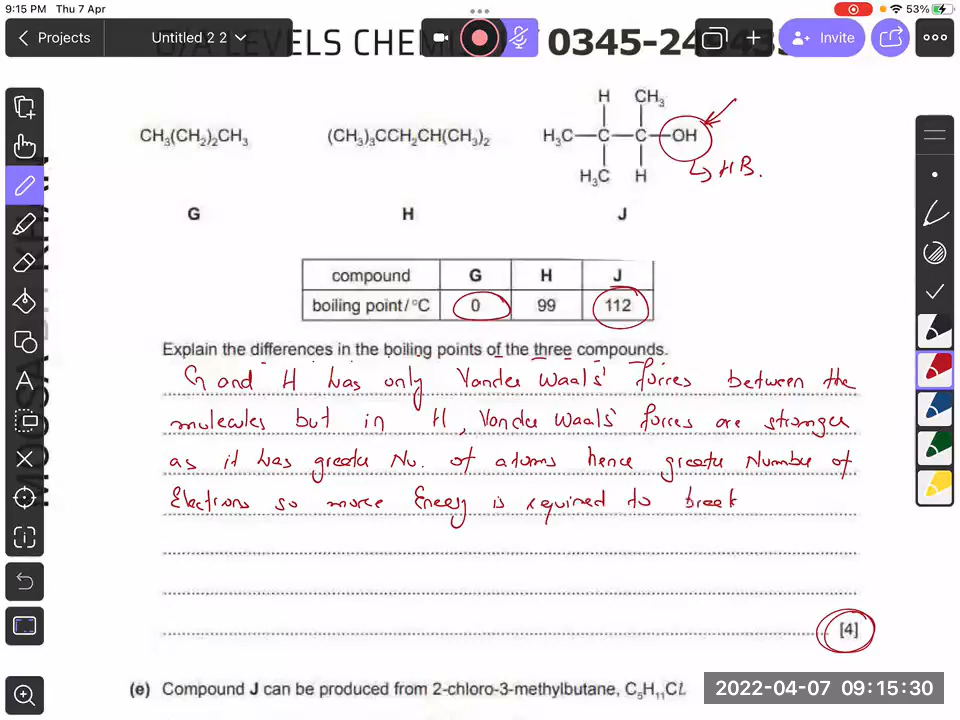 9:15 PM Thu 7 Apr
53%
Projects
Untitled 2 2
Invite
LEVELS CHEM
0345-24
H CH₃
CH₃(CH₂)₂CH₃ (CH₃)₃CCH₂CH(CH₃)₂ H₃C—C—C—OH
H₃C H
↳ HB.
G H J
compound G H J
boiling point/°C 0 99 112
Explain the differences in the boiling points of the three compounds.
G and H has only Vander Waals' forces between the
molecules but in H, Vander Waals' forces are stronger
as it has greater No. of atoms hence greater Number of
Electrons so more Energy is required to break
[4]
(e) Compound J can be produced from 2-chloro-3-methylbutane, C₅H₁₁Cl
2022-04-07 09:15:30